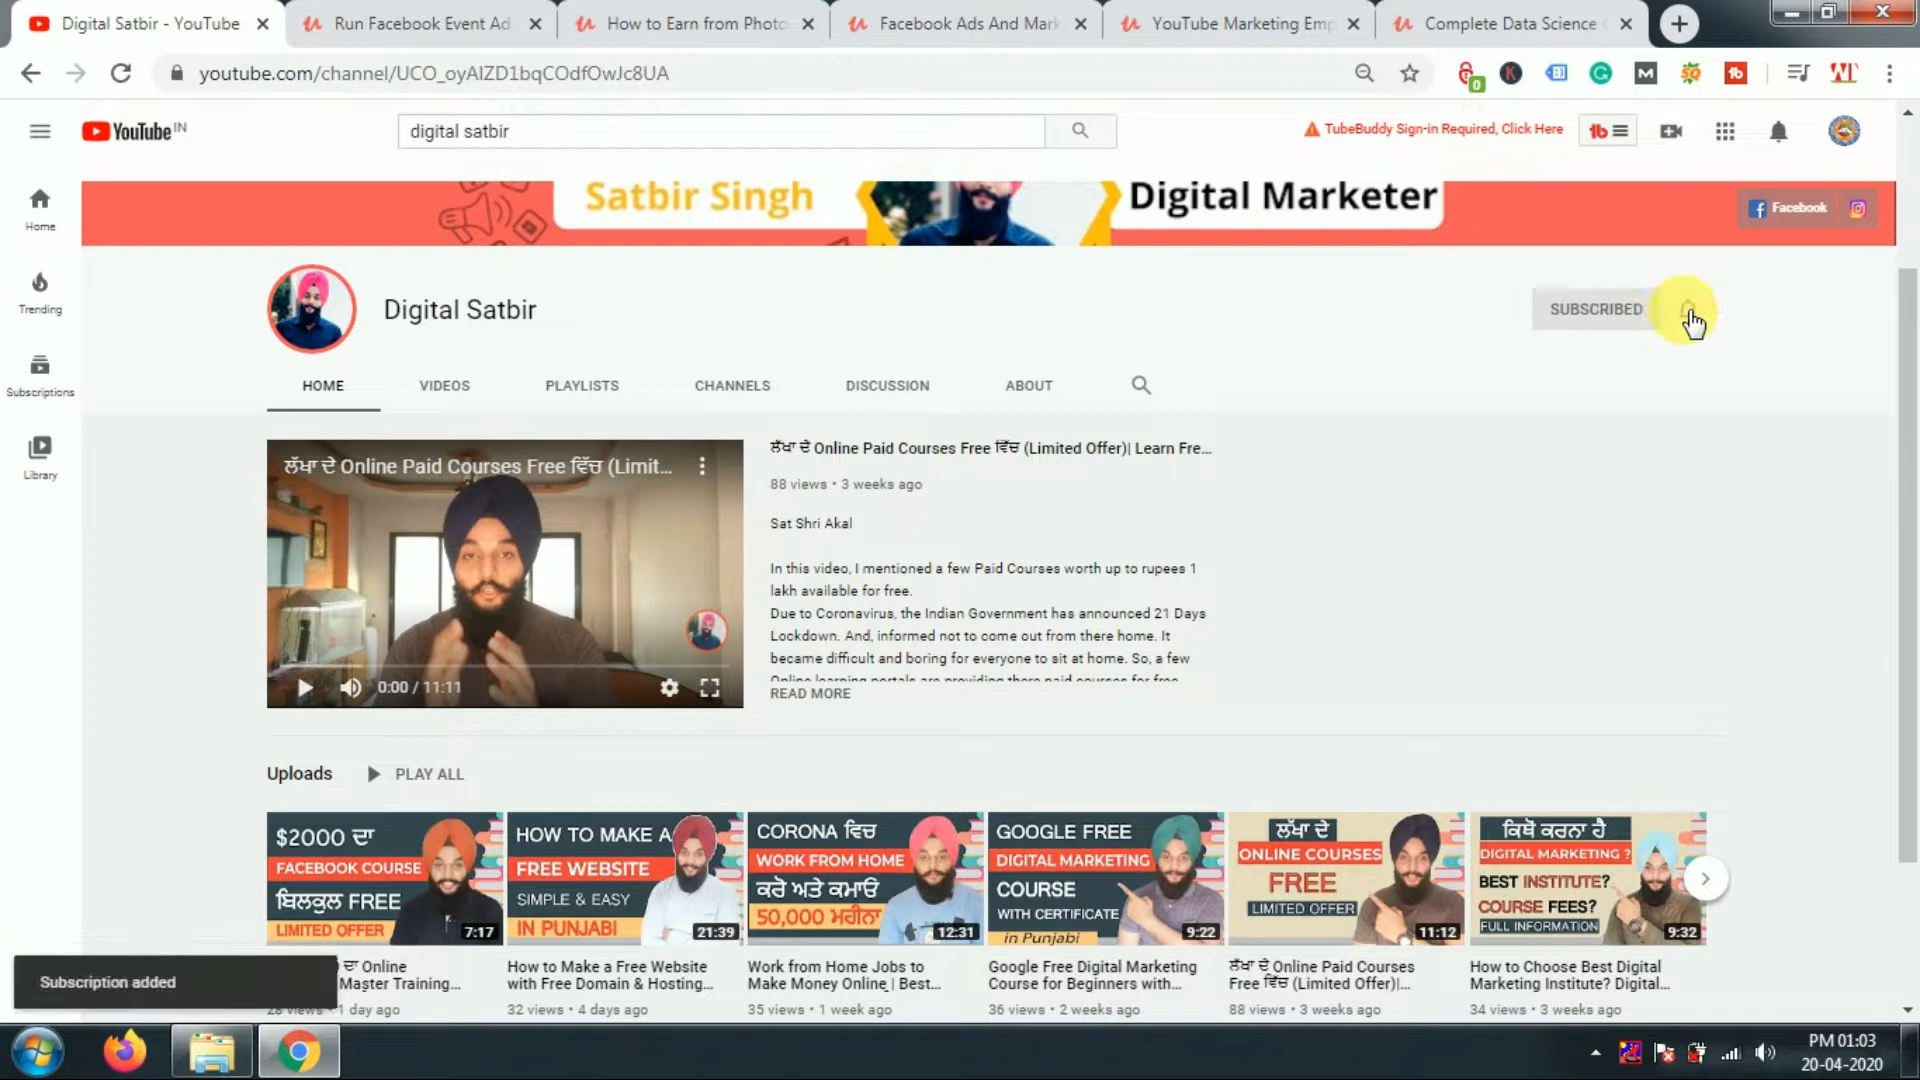 Digital Satbir - YouTube
Run Facebook Event Ad
How to Earn from Photo
Facebook Ads And Mark
YouTube Marketing Emp
Complete Data Science
youtube.com/channel/UCO_oyAIZD1bqCOdfOwJc8UA
0
YouTube IN
digital satbir
TubeBuddy Sign-in Required, Click Here
Satbir Singh
Digital Marketer
Facebook
Home
Trending
Subscriptions
Library
Digital Satbir
SUBSCRIBED
HOME
VIDEOS
PLAYLISTS
CHANNELS
DISCUSSION
ABOUT
ਲੱਖਾ ਦੇ Online Paid Courses Free ਵਿੱਚ (Limit...
0:00 / 11:11
ਲੱਖਾ ਦੇ Online Paid Courses Free ਵਿੱਚ (Limited Offer)| Learn Fre...
88 views • 3 weeks ago
Sat Shri Akal
In this video, I mentioned a few Paid Courses worth up to rupees 1
lakh available for free.
Due to Coronavirus, the Indian Government has announced 21 Days
Lockdown. And, informed not to come out from there home. It
became difficult and boring for everyone to sit at home. So, a few
Online learning portals are providing there paid courses for free
READ MORE
Uploads
PLAY ALL
$2000 ਦਾ
FACEBOOK COURSE
ਬਿਲਕੁਲ FREE
LIMITED OFFER
7:17
HOW TO MAKE A
FREE WEBSITE
SIMPLE & EASY
IN PUNJABI
21:39
CORONA ਵਿਚ
WORK FROM HOME
ਕਰੋ ਅਤੇ ਕਮਾਓ
50,000 ਮਹੀਨਾ
12:31
GOOGLE FREE
DIGITAL MARKETING
COURSE
WITH CERTIFICATE
in Punjabi
9:22
ਲੱਖਾ ਦੇ
ONLINE COURSES
FREE
LIMITED OFFER
11:12
ਕਿਥੋ ਕਰਨਾ ਹੈ
DIGITAL MARKETING ?
BEST INSTITUTE?
COURSE FEES?
FULL INFORMATION
9:32
ਦਾ Online
Master Training...
28 views • 1 day ago
How to Make a Free Website
with Free Domain & Hosting...
32 views • 4 days ago
Work from Home Jobs to
Make Money Online | Best...
35 views • 1 week ago
Google Free Digital Marketing
Course for Beginners with...
36 views • 2 weeks ago
ਲੱਖਾ ਦੇ Online Paid Courses
Free ਵਿੱਚ (Limited Offer)|...
88 views • 3 weeks ago
How to Choose Best Digital
Marketing Institute? Digital...
34 views • 3 weeks ago
Subscription added
PM 01:03
20-04-2020